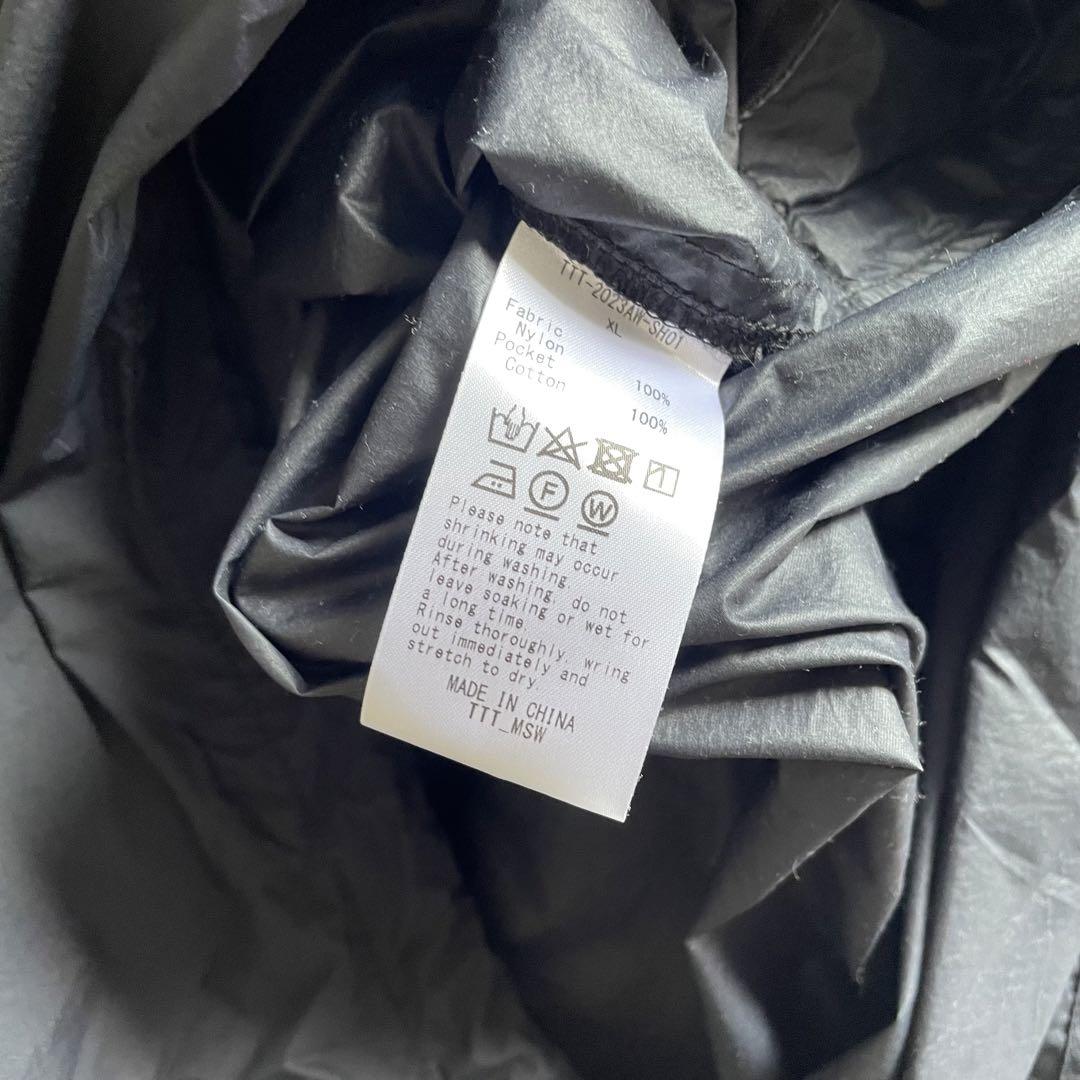 TTT-2023AW-SH01
XL
Fabric
Nylon 100%
Pocket
Cotton 100%
F W
Please note that
shrinking may occur
during washing.
After washing, do not
leave soaking or wet for
a long time.
Rinse thoroughly, wring
out immediately and
stretch to dry.
MADE IN CHINA
TTT_MSW